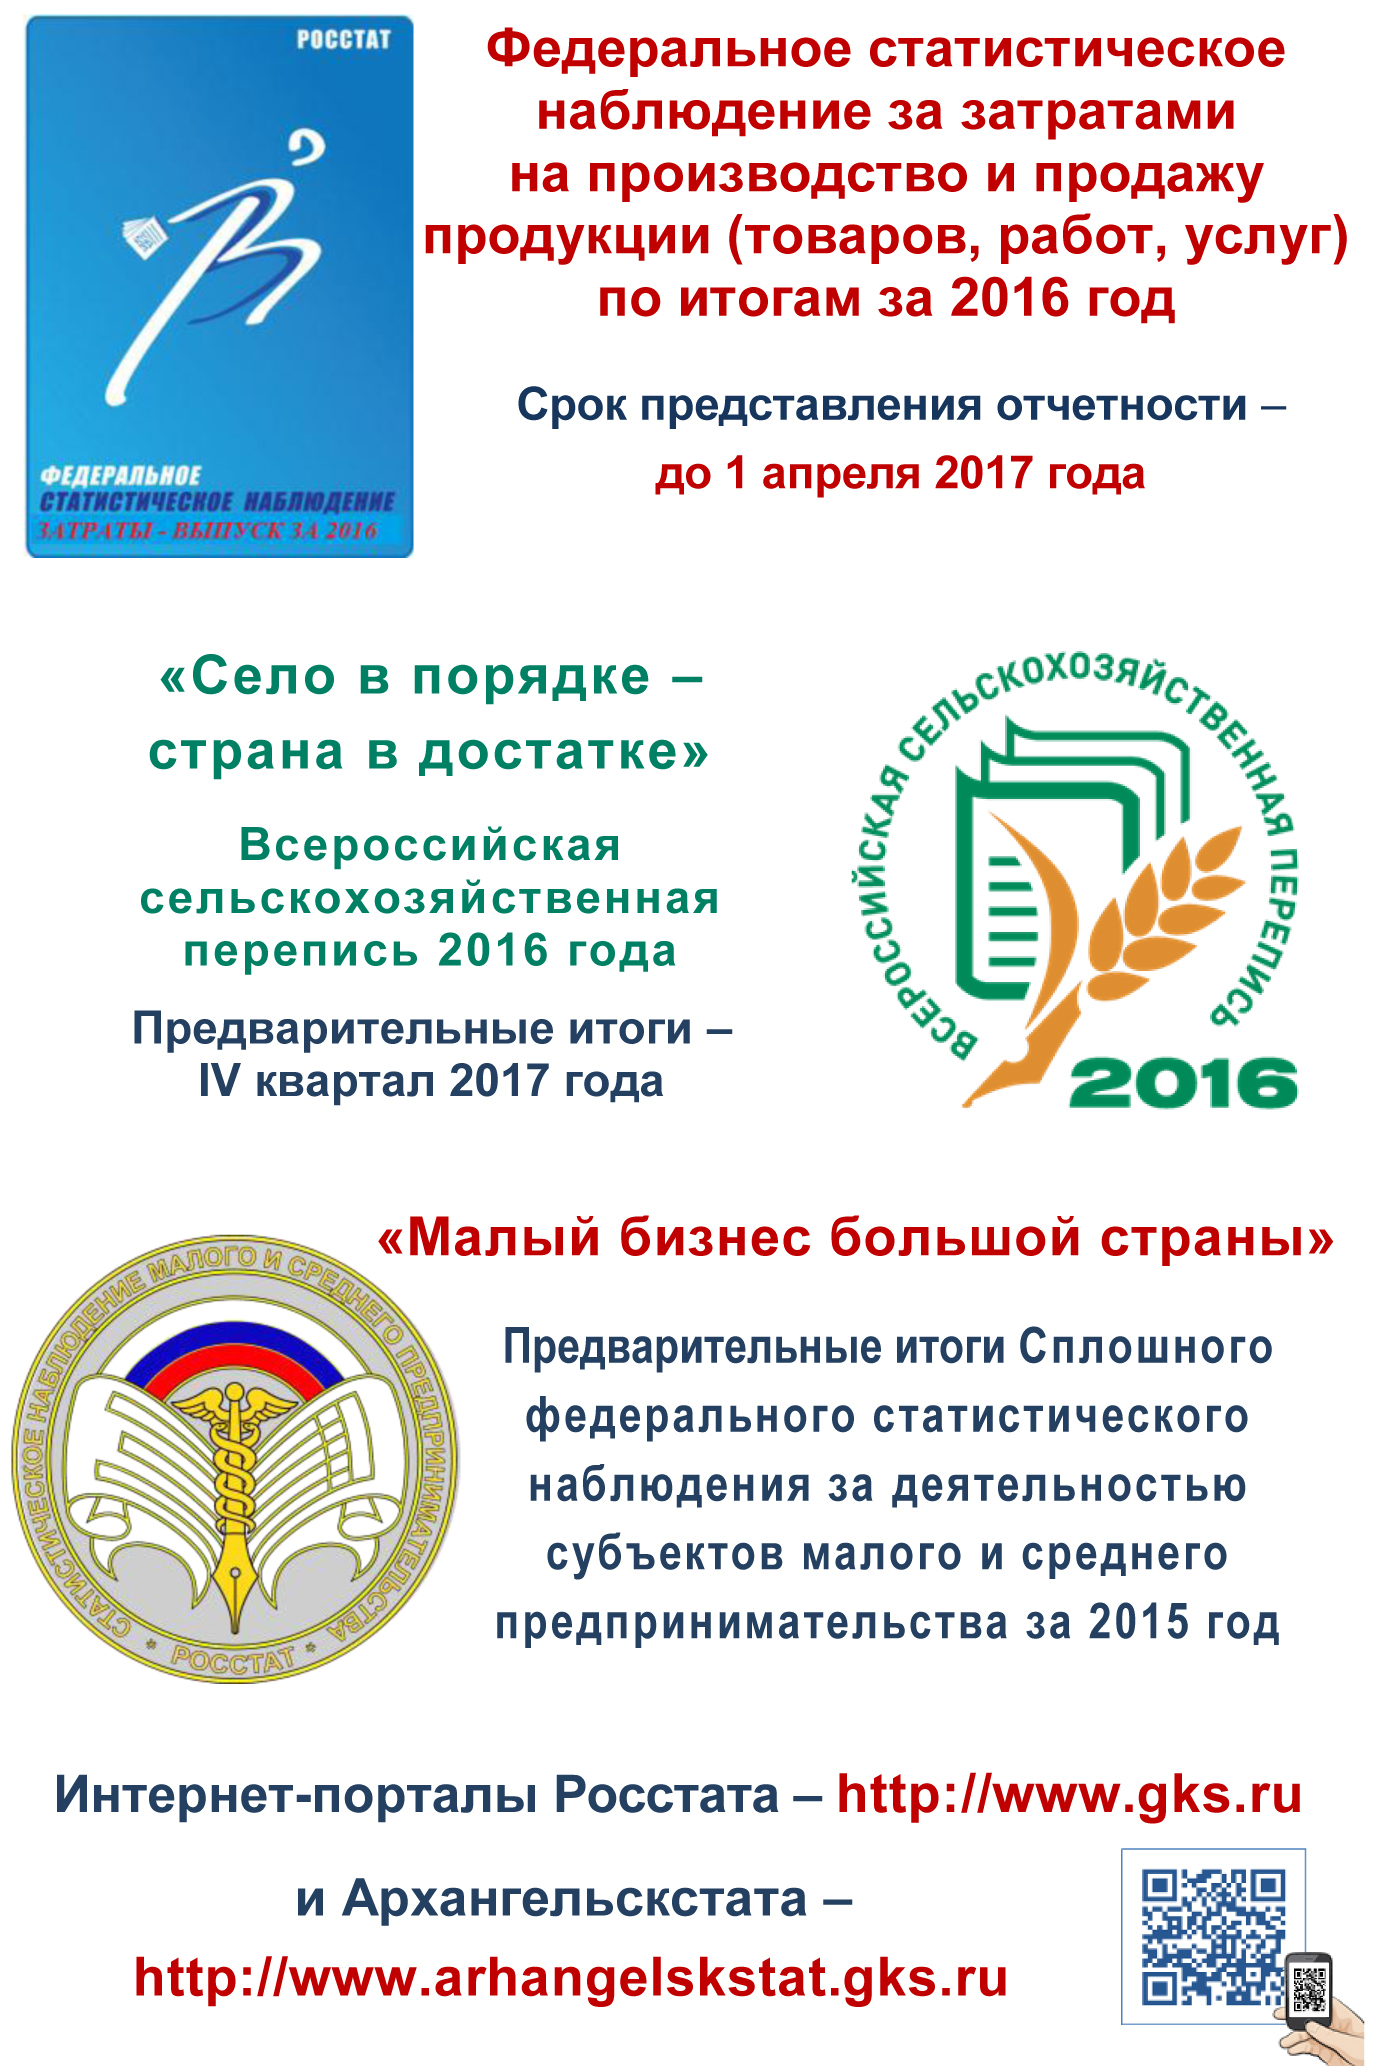 РОССТАТ
ФЕДЕРАЛЬНОЕ
СТАТИСТИЧЕСКОЕ НАБЛЮДЕНИЕ
ЗАТРАТЫ - ВЫПУСК ЗА 2016
Федеральное статистическое
наблюдение за затратами
на производство и продажу
продукции (товаров, работ, услуг)
по итогам за 2016 год
Срок представления отчетности –
до 1 апреля 2017 года
«Село в порядке –
страна в достатке»
Всероссийская
сельскохозяйственная
перепись 2016 года
Предварительные итоги –
IV квартал 2017 года
ВСЕРОССИЙСКАЯ СЕЛЬСКОХОЗЯЙСТВЕННАЯ ПЕРЕПИСЬ
2016
«Малый бизнес большой страны»
СТАТИСТИЧЕСКОЕ НАБЛЮДЕНИЕ МАЛОГО И СРЕДНЕГО ПРЕДПРИНИМАТЕЛЬСТВА
* РОССТАТ *
Предварительные итоги Сплошного
федерального статистического
наблюдения за деятельностью
субъектов малого и среднего
предпринимательства за 2015 год
Интернет-порталы Росстата – http://www.gks.ru
и Архангельскстата –
http://www.arhangelskstat.gks.ru